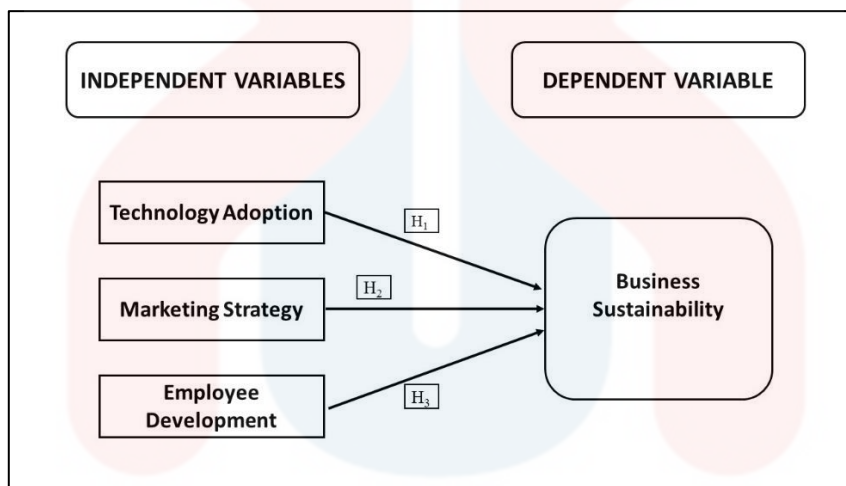 INDEPENDENT VARIABLES
DEPENDENT VARIABLE
Technology Adoption
H₁
Marketing Strategy
H₂
Employee
Development
H₃
Business
Sustainability